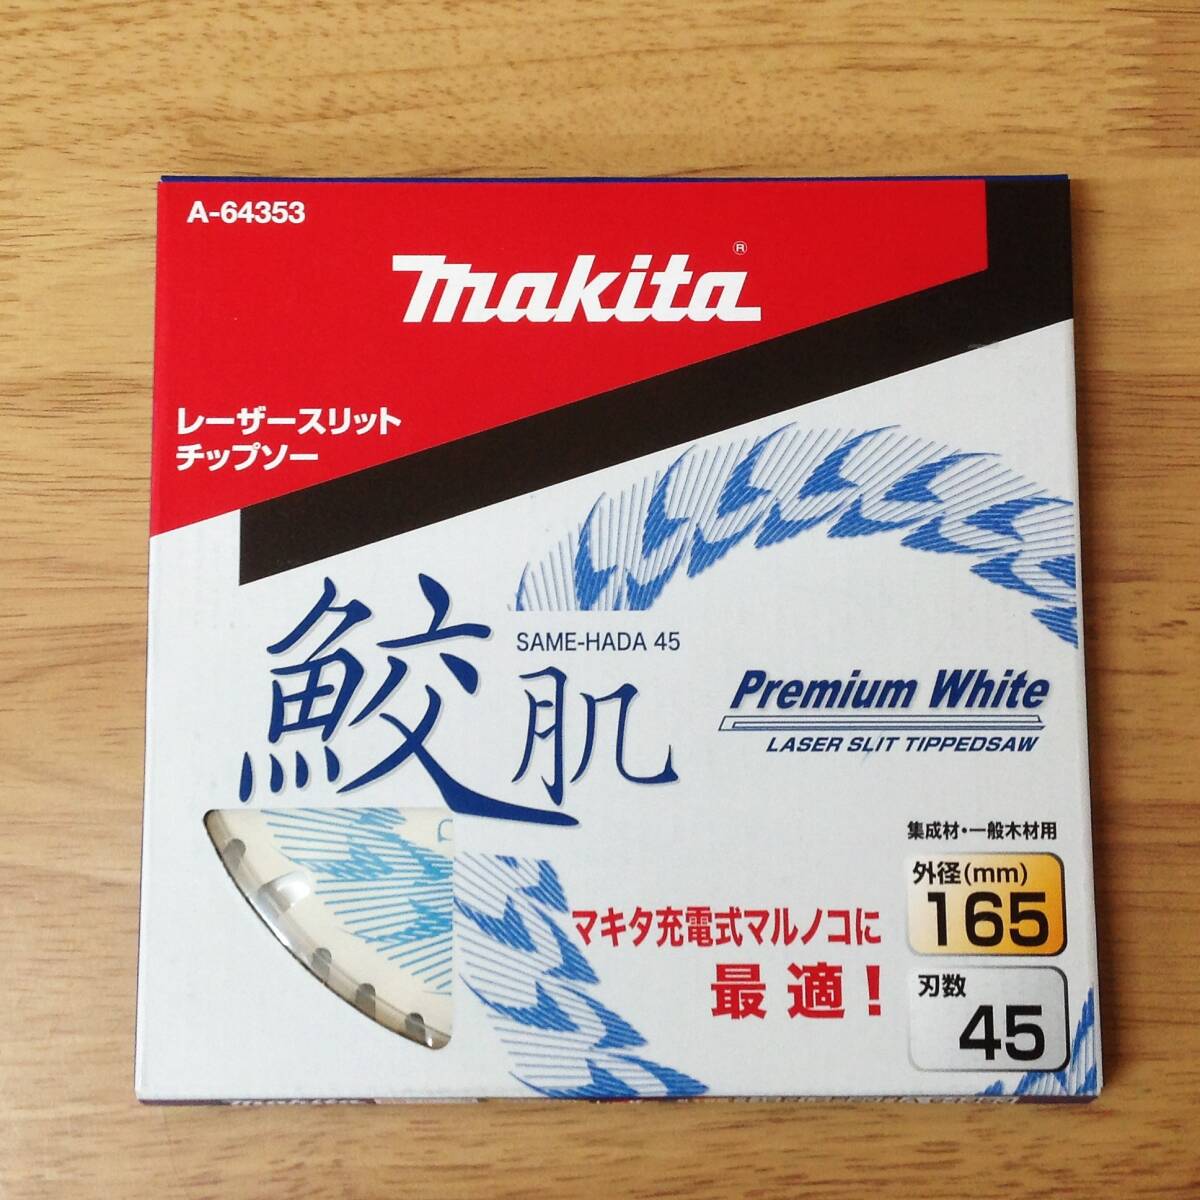 A-64353
makita®
レーザースリット
チップソー
鮫肌
SAME-HADA 45
Premium White
LASER SLIT TIPPEDSAW
集成材・一般木材用
外径(mm)
165
マキタ充電式マルノコに
最適!
刃数
45
makita